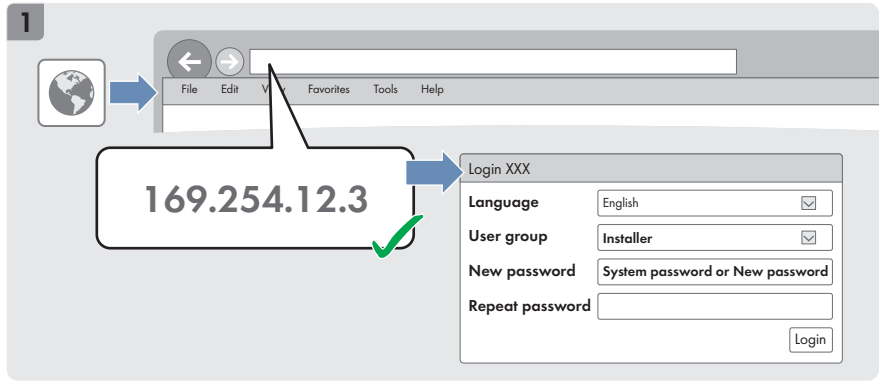 1
File Edit View Favorites Tools Help
169.254.12.3
Login XXX
Language English
User group Installer
New password System password or New password
Repeat password
Login